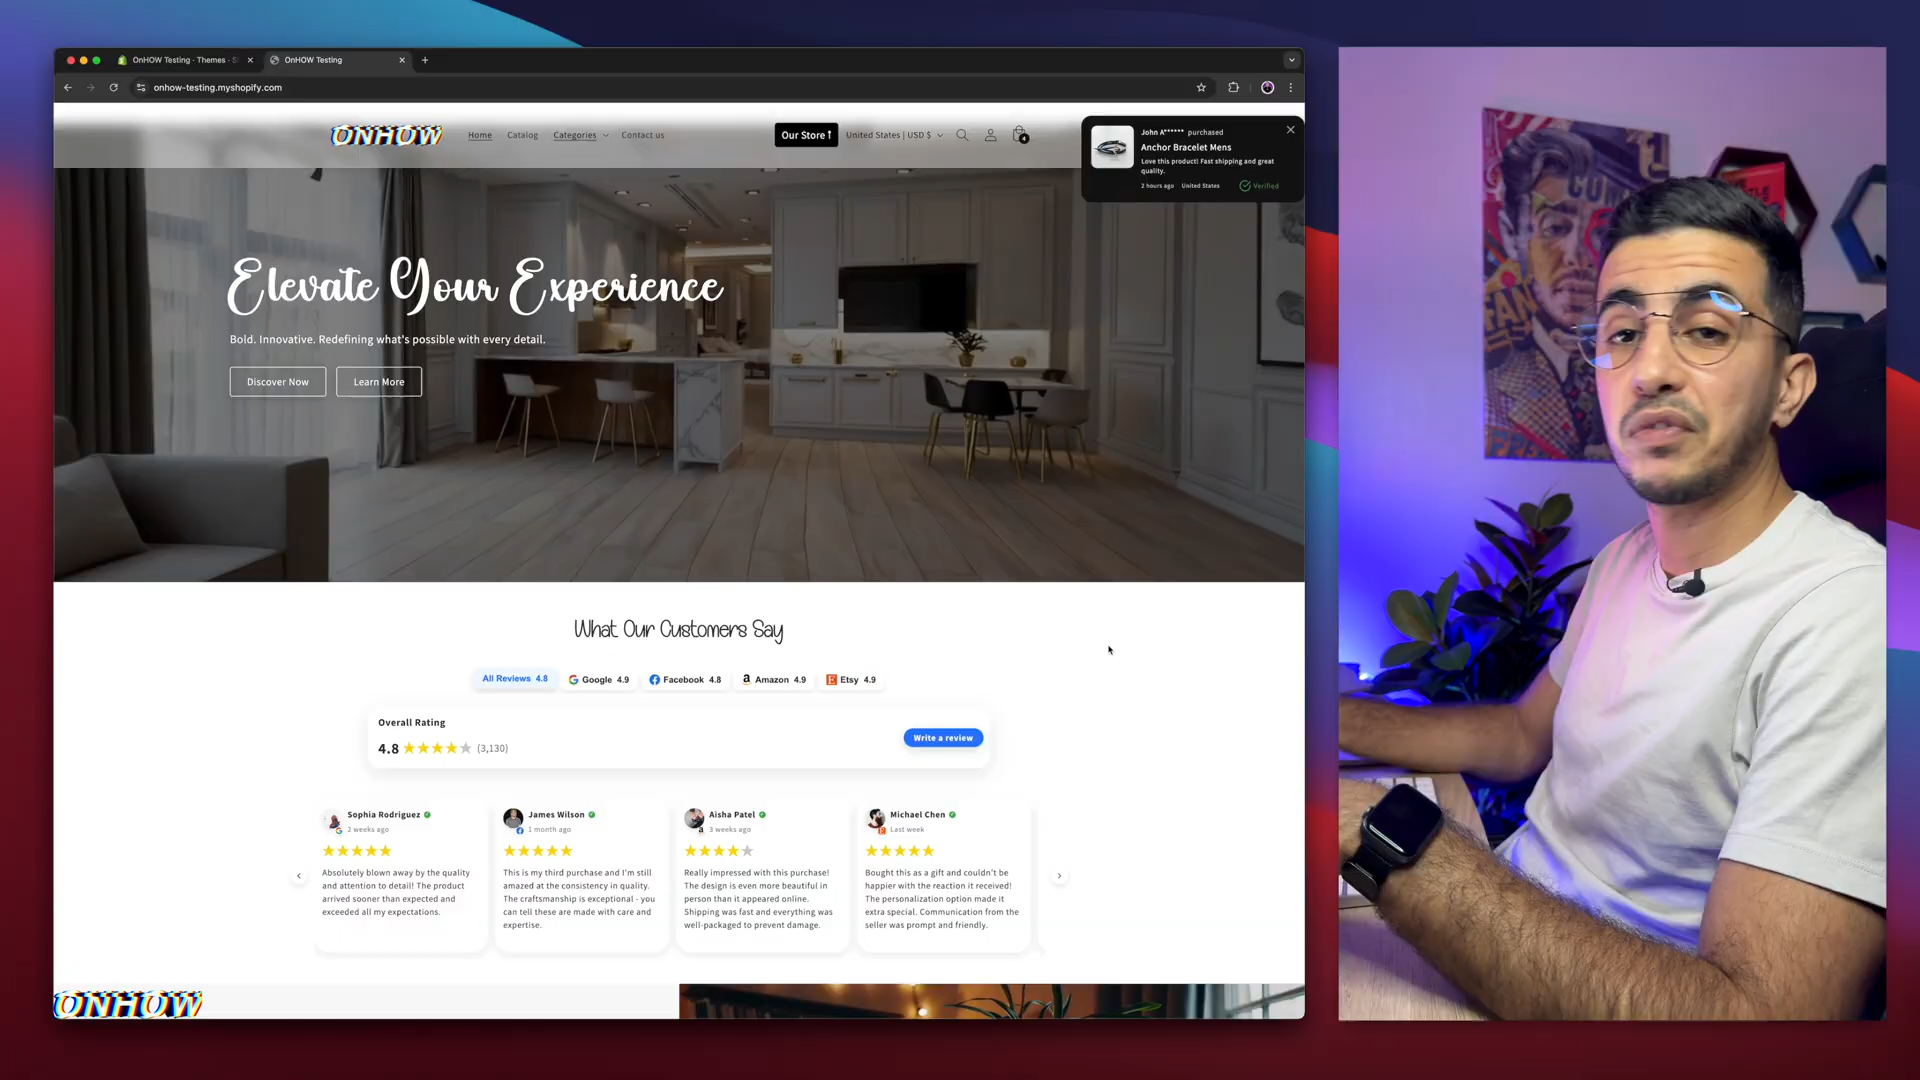 OnHOW Testing · Themes · S
OnHOW Testing
onhow-testing.myshopify.com
ONHOW
Home
Catalog
Categories
Contact us
Our Store !
United States | USD $
4
John A****** purchased
Anchor Bracelet Mens
Love this product! Fast shipping and great
quality.
2 hours ago
United States
Verified
Elevate Your Experience
Bold. Innovative. Redefining what's possible with every detail.
Discover Now
Learn More
What Our Customers Say
All Reviews 4.8
Google 4.9
Facebook 4.8
Amazon 4.9
Etsy 4.9
Overall Rating
4.8 (3,130)
Write a review
Sophia Rodriguez
2 weeks ago
Absolutely blown away by the quality
and attention to detail! The product
arrived sooner than expected and
exceeded all my expectations.
James Wilson
1 month ago
This is my third purchase and I'm still
amazed at the consistency in quality.
The craftsmanship is exceptional - you
can tell these are made with care and
expertise.
Aisha Patel
3 weeks ago
Really impressed with this purchase!
The design is even more beautiful in
person than it appeared online.
Shipping was fast and everything was
well-packaged to prevent damage.
Michael Chen
Last week
Bought this as a gift and couldn't be
happier with the reaction it received!
The personalization option made it
extra special. Communication from the
seller was prompt and friendly.
ONHOW